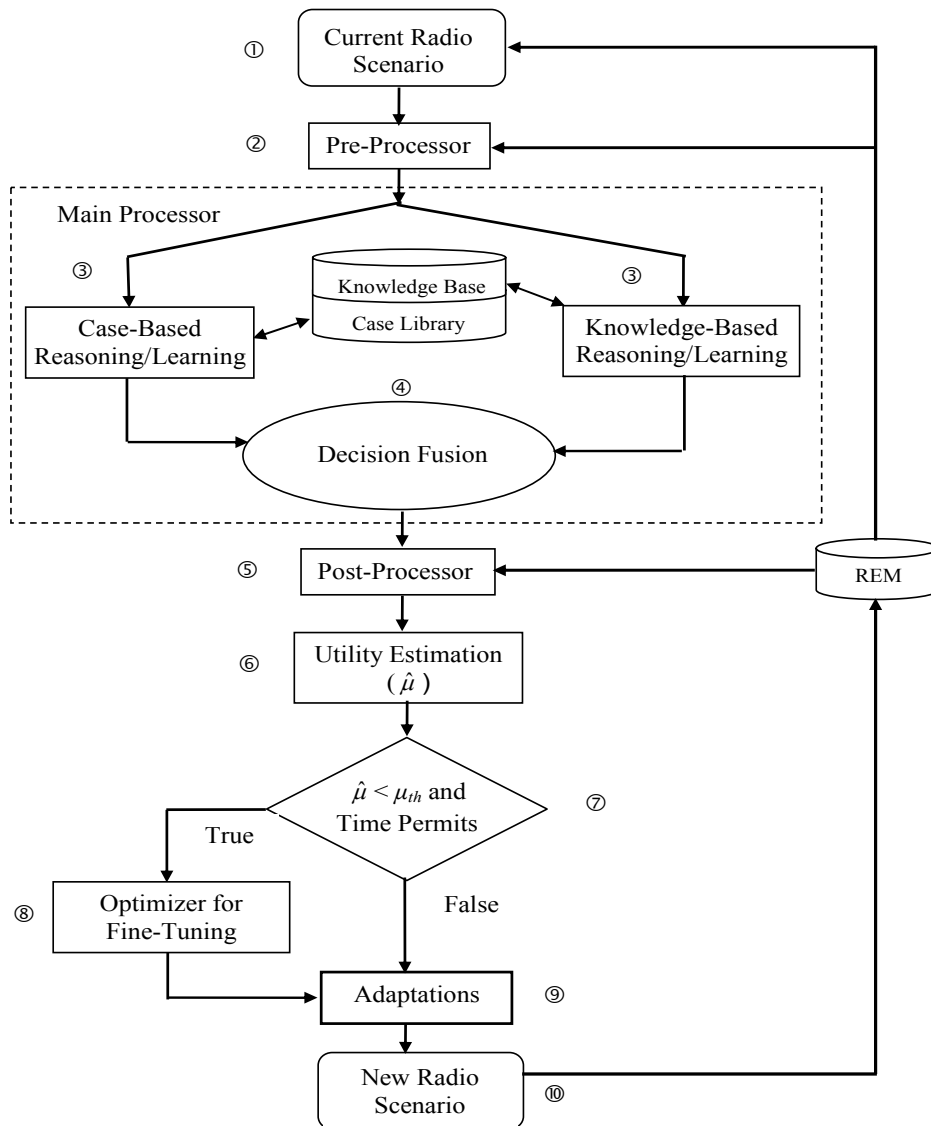 ①
Current Radio
Scenario
②
Pre-Processor
Main Processor
③
Case-Based
Reasoning/Learning
Knowledge Base
Case Library
③
Knowledge-Based
Reasoning/Learning
④
Decision Fusion
⑤
Post-Processor
REM
⑥
Utility Estimation
( μ̂ )
μ̂ < μth and
Time Permits
⑦
True
False
⑧
Optimizer for
Fine-Tuning
Adaptations
⑨
New Radio
Scenario
⑩